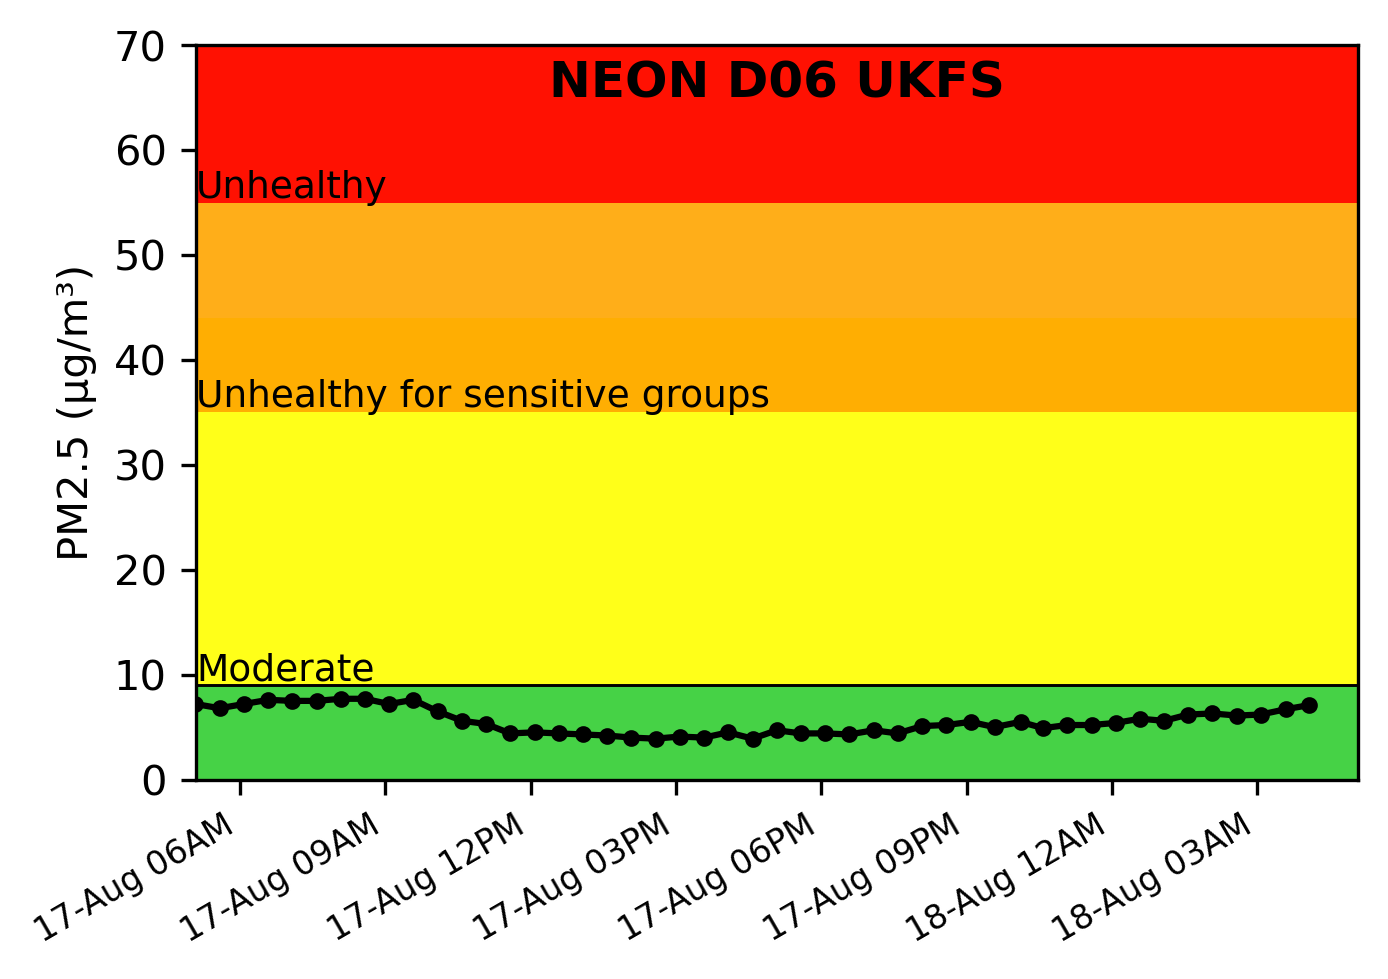 NEON D06 UKFS
70
60
50
40
30
20
10
0
PM2.5 (µg/m³)
Unhealthy
Unhealthy for sensitive groups
Moderate
17-Aug 06AM
17-Aug 09AM
17-Aug 12PM
17-Aug 03PM
17-Aug 06PM
17-Aug 09PM
18-Aug 12AM
18-Aug 03AM